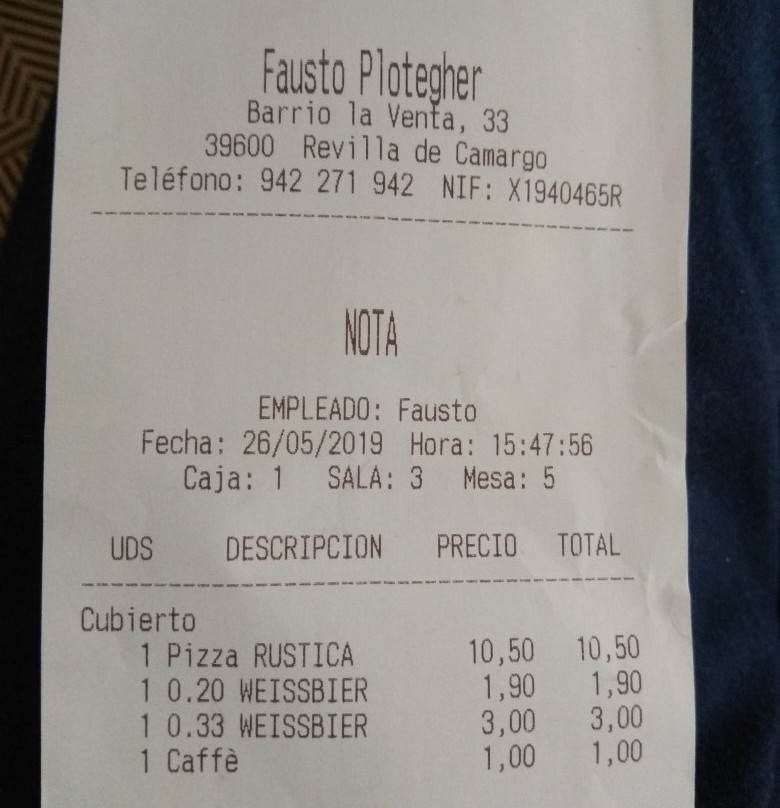 Fausto Plotegher
Barrio la Venta, 33
39600 Revilla de Camargo
Teléfono: 942 271 942 NIF: X1940465R
NOTA
EMPLEADO: Fausto
Fecha: 26/05/2019 Hora: 15:47:56
Caja: 1 SALA: 3 Mesa: 5
UDS DESCRIPCION PRECIO TOTAL
Cubierto
1 Pizza RUSTICA 10,50 10,50
1 0.20 WEISSBIER 1,90 1,90
1 0.33 WEISSBIER 3,00 3,00
1 Caffè 1,00 1,00